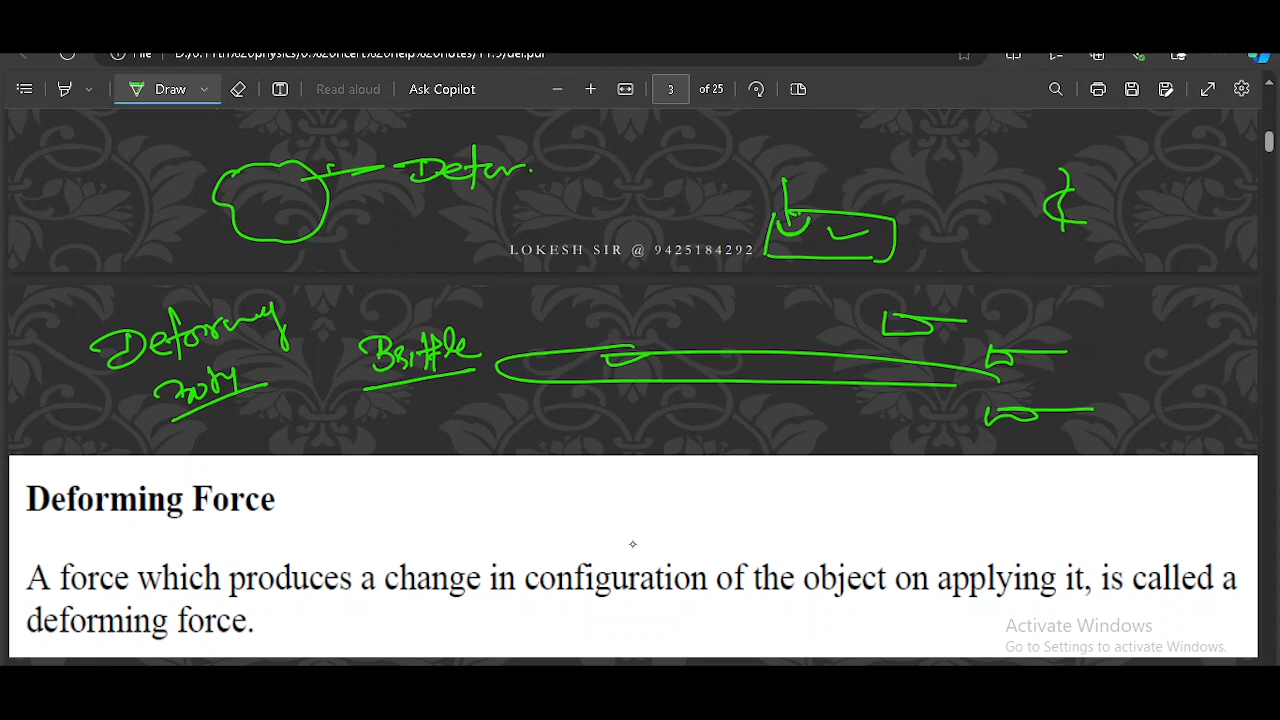 Draw
Read aloud
Ask Copilot
3
of 25
Defor.
LOKESH SIR @ 9425184292
Deforming
Body
Brittle
Deforming Force
A force which produces a change in configuration of the object on applying it, is called a
deforming force.
Activate Windows
Go to Settings to activate Windows.